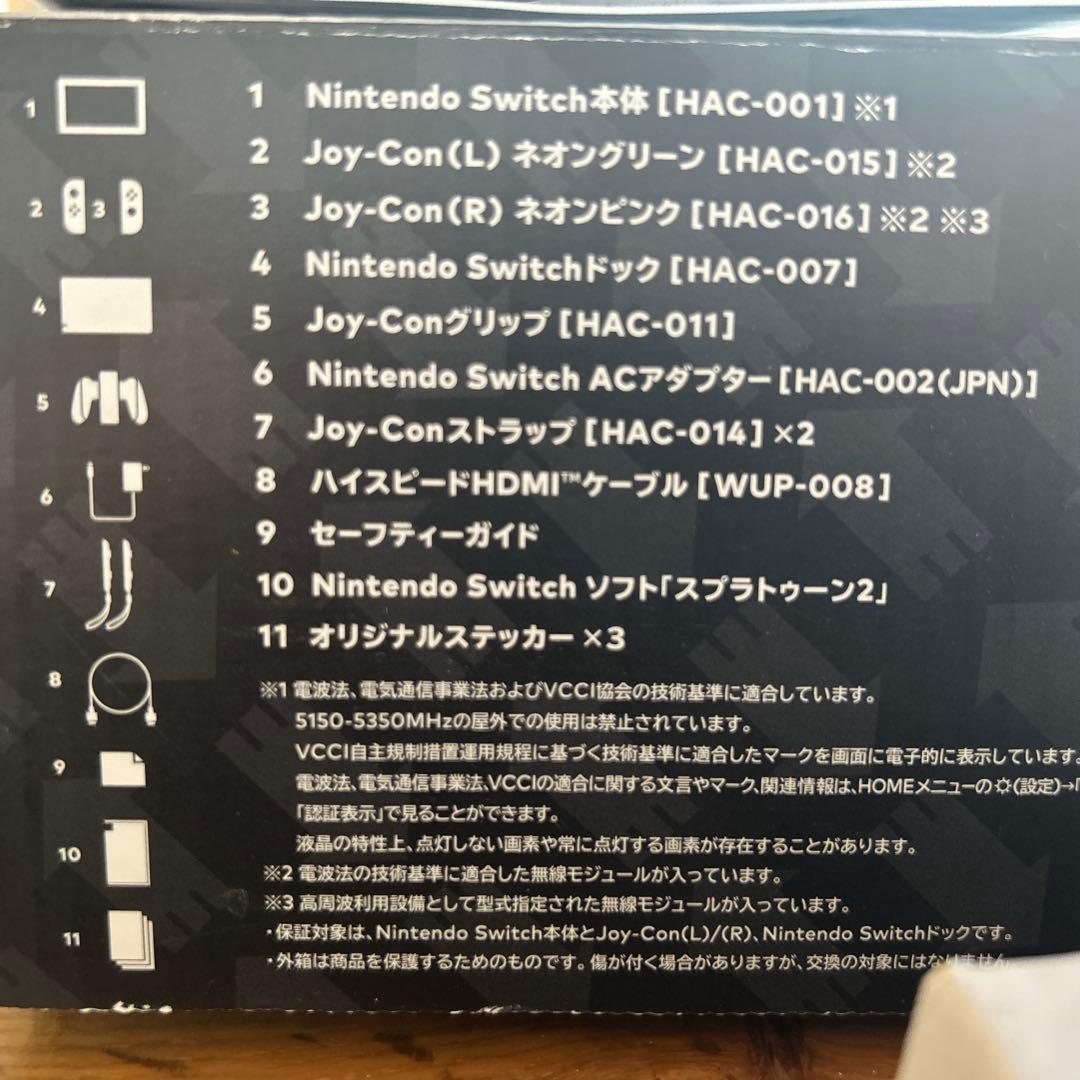 1 Nintendo Switch本体 [HAC-001] ※1
2 Joy-Con(L) ネオングリーン [HAC-015] ※2
3 Joy-Con(R) ネオンピンク [HAC-016] ※2 ※3
4 Nintendo Switchドック [HAC-007]
5 Joy-Conグリップ [HAC-011]
6 Nintendo Switch ACアダプター [HAC-002(JPN)]
7 Joy-Conストラップ [HAC-014] ×2
8 ハイスピードHDMI™ケーブル [WUP-008]
9 セーフティーガイド
10 Nintendo Switch ソフト「スプラトゥーン2」
11 オリジナルステッカー ×3
※1 電波法、電気通信事業法およびVCCI協会の技術基準に適合しています。
5150-5350MHzの屋外での使用は禁止されています。
VCCI自主規制措置運用規程に基づく技術基準に適合したマークを画面に電子的に表示しています。
電波法、電気通信事業法、VCCIの適合に関する文言やマーク、関連情報は、HOMEメニューの☼(設定)→「
「認証表示」で見ることができます。
液晶の特性上、点灯しない画素や常に点灯する画素が存在することがあります。
※2 電波法の技術基準に適合した無線モジュールが入っています。
※3 高周波利用設備として型式指定された無線モジュールが入っています。
・保証対象は、Nintendo Switch本体とJoy-Con(L)/(R)、Nintendo Switchドックです。
・外箱は商品を保護するためのものです。傷が付く場合がありますが、交換の対象にはなりません。
1
2 3
4
5
6
7
8
9
10
11